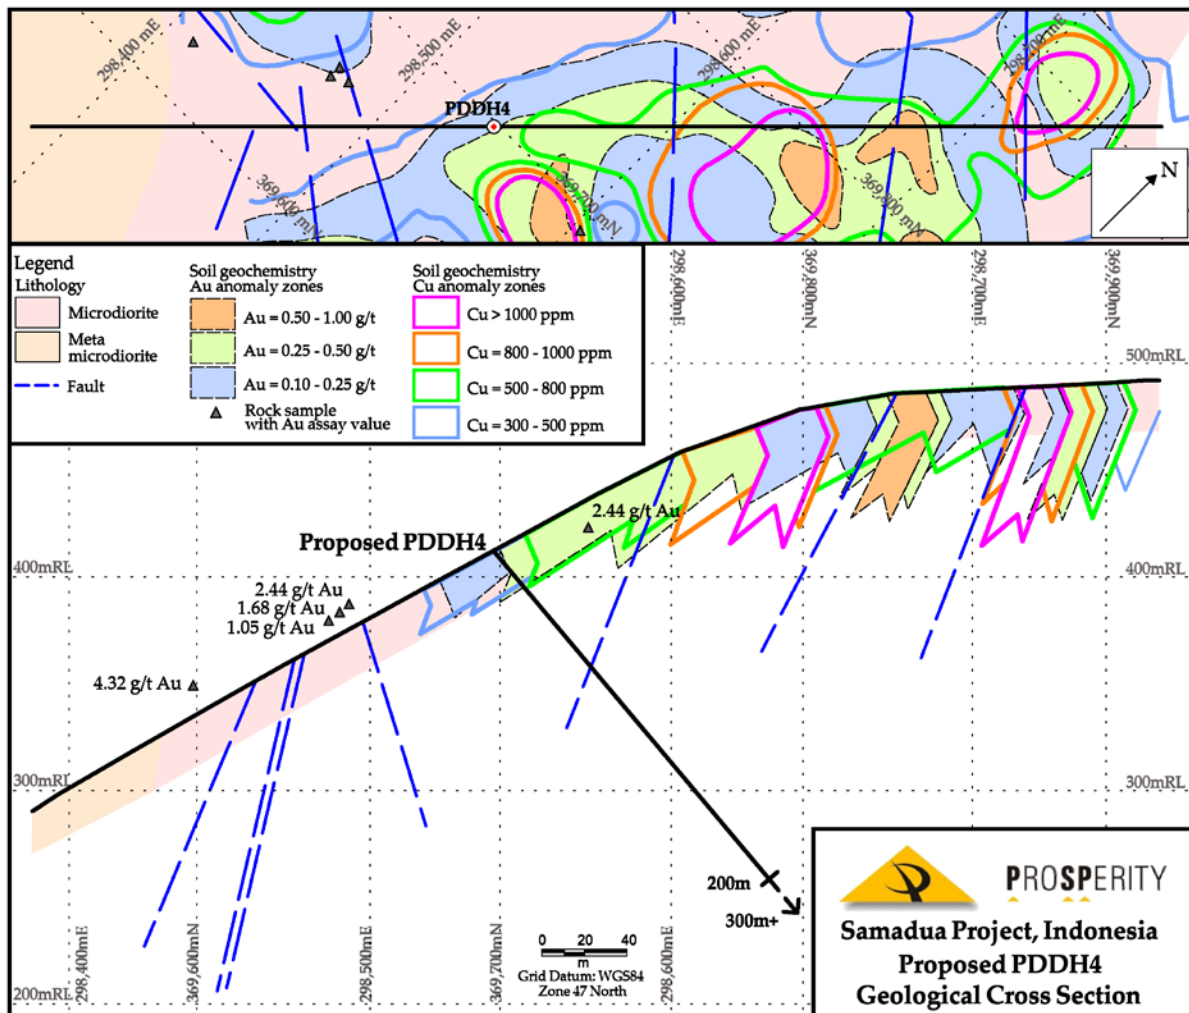 298,400 mE
298,500 mE
298,600 mE
298,700 mE
PDDH4
369,600 mN
369,700 mN
369,800 mN
N
Legend
Lithology
Microdiorite
Meta
microdiorite
Fault
Soil geochemistry
Au anomaly zones
Au = 0.50 - 1.00 g/t
Au = 0.25 - 0.50 g/t
Au = 0.10 - 0.25 g/t
Rock sample
with Au assay value
Soil geochemistry
Cu anomaly zones
Cu > 1000 ppm
Cu = 800 - 1000 ppm
Cu = 500 - 800 ppm
Cu = 300 - 500 ppm
298,600mE
369,800mN
298,700mE
369,900mN
500mRL
2.44 g/t Au
Proposed PDDH4
400mRL
400mRL
2.44 g/t Au
1.68 g/t Au
1.05 g/t Au
4.32 g/t Au
300mRL
300mRL
200m
300m+
298,400mE
369,600mN
298,500mE
369,700mN
298,600mE
0 20 40
m
Grid Datum: WGS84
Zone 47 North
200mRL
PROSPERITY
Samadua Project, Indonesia
Proposed PDDH4
Geological Cross Section